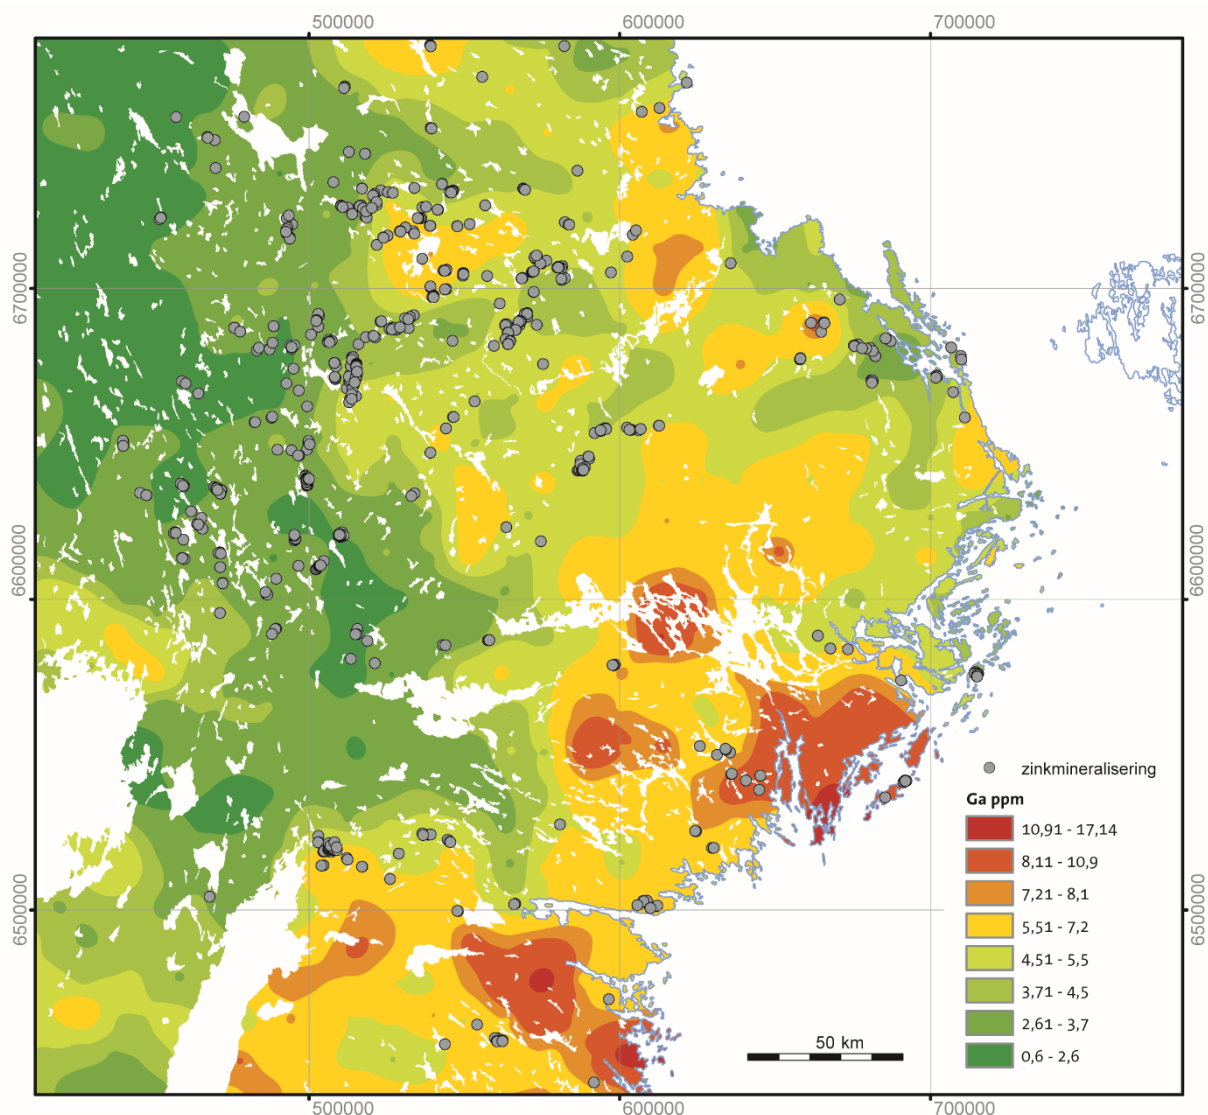 500000
600000
700000
6700000
6700000
6600000
6600000
zinkmineralisering
Ga ppm
10,91 - 17,14
8,11 - 10,9
7,21 - 8,1
5,51 - 7,2
4,51 - 5,5
3,71 - 4,5
2,61 - 3,7
0,6 - 2,6
6500000
6500000
50 km
500000
600000
700000